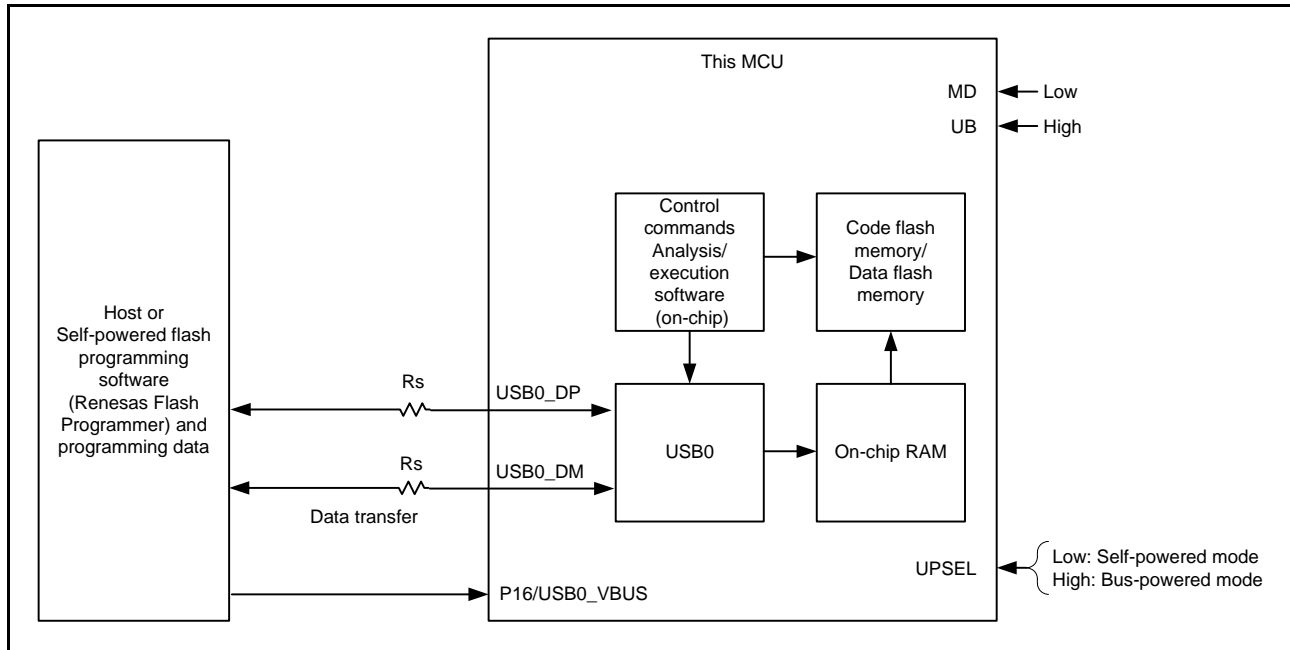 This MCU
MD
Low
UB
High
Control
commands
Analysis/
execution
software
(on-chip)
Code flash
memory/
Data flash
memory
Host or
Self-powered flash
programming
software
(Renesas Flash
Programmer) and
programming data
Rs
USB0_DP
USB0
On-chip RAM
Rs
USB0_DM
Data transfer
UPSEL
Low: Self-powered mode
High: Bus-powered mode
P16/USB0_VBUS